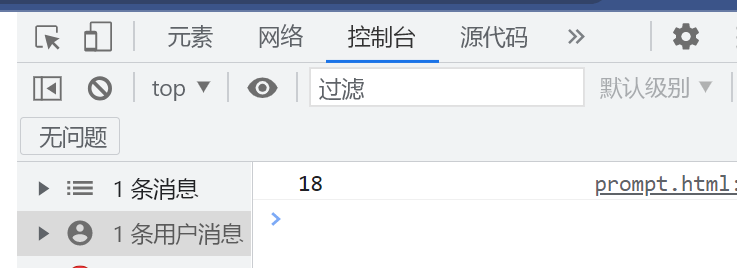 元素 网络 控制台 源代码
top 过滤 默认级别
无问题
1 条消息
18 prompt.html:
1 条用户消息